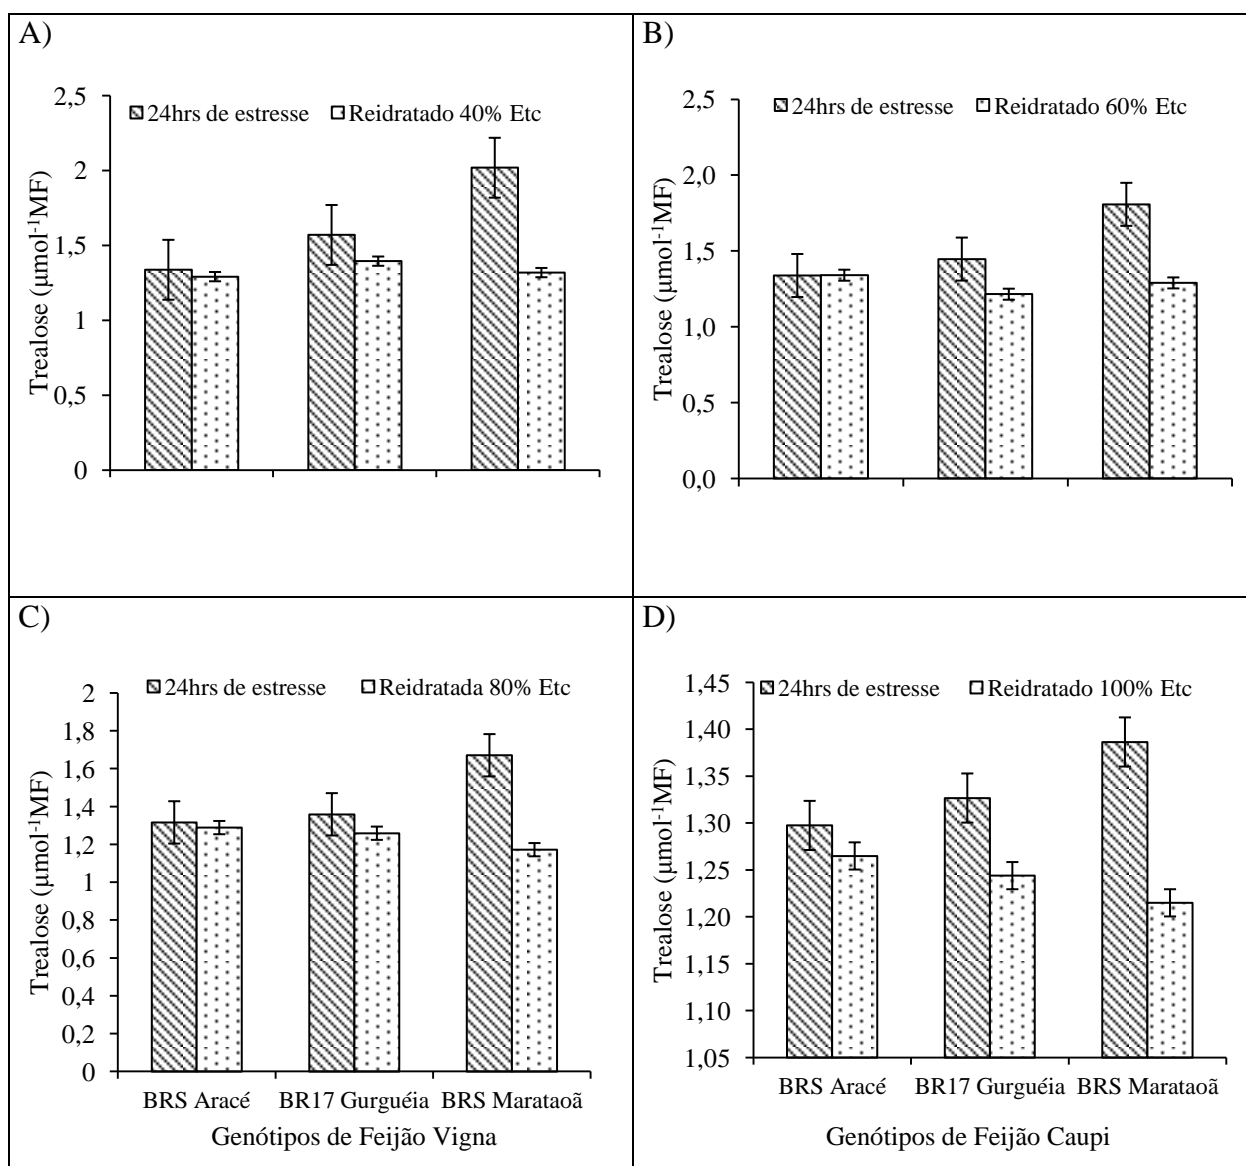 A)
24hrs de estresse Reidratado 40% Etc
Trealose (µmol⁻¹MF)
2,5
2
1,5
1
0,5
0
B)
24hrs de estresse Reidratado 60% Etc
Trealose (µmol⁻¹MF)
2,5
2,0
1,5
1,0
0,5
0,0
C)
24hrs de estresse Reidratada 80% Etc
Trealose (µmol⁻¹MF)
2
1,8
1,6
1,4
1,2
1
0,8
0,6
0,4
0,2
0
BRS Aracé BR17 Gurguéia BRS Marataoã
Genótipos de Feijão Vigna
D)
24hrs de estresse Reidratado 100% Etc
Trealose (µmol⁻¹MF)
1,45
1,40
1,35
1,30
1,25
1,20
1,15
1,10
1,05
BRS Aracé BR17 Gurguéia BRS Marataoã
Genótipos de Feijão Caupi